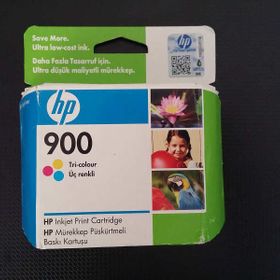 Save More.
Ultra low-cost ink.
Daha Fazla Tasarruf için.
Ultra düşük maliyetli mürekkep.
hp
hp
900
Tri-colour
Üç renkli
HP Inkjet Print Cartridge
HP Mürekkep Püskürtmeli
Baskı Kartuşu